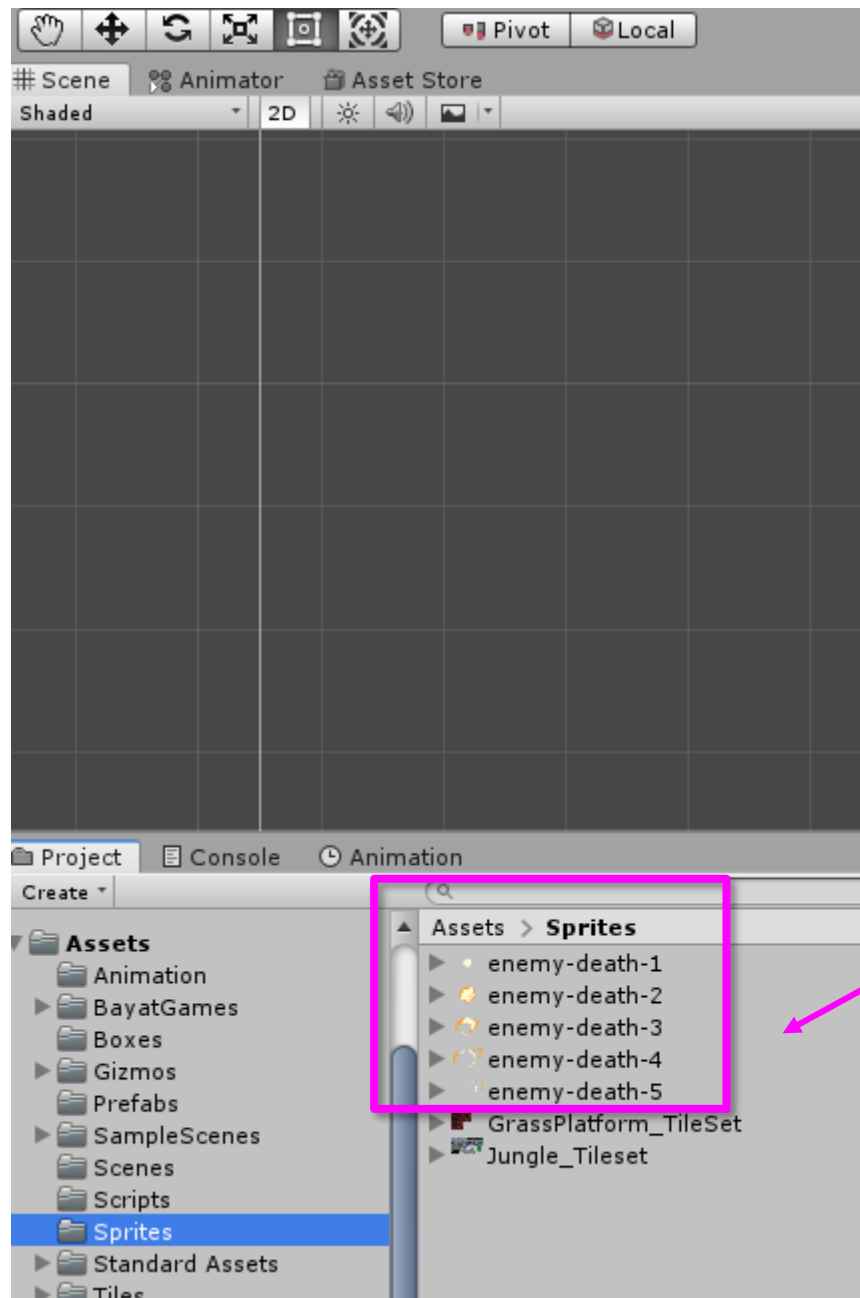 Pivot Local
# Scene Animator Asset Store
Shaded 2D
Project Console Animation
Create
Assets > Sprites
Assets
Animation
BayatGames
Boxes
Gizmos
Prefabs
SampleScenes
Scenes
Scripts
Sprites
Standard Assets
Tiles
enemy-death-1
enemy-death-2
enemy-death-3
enemy-death-4
enemy-death-5
GrassPlatform_TileSet
Jungle_Tileset